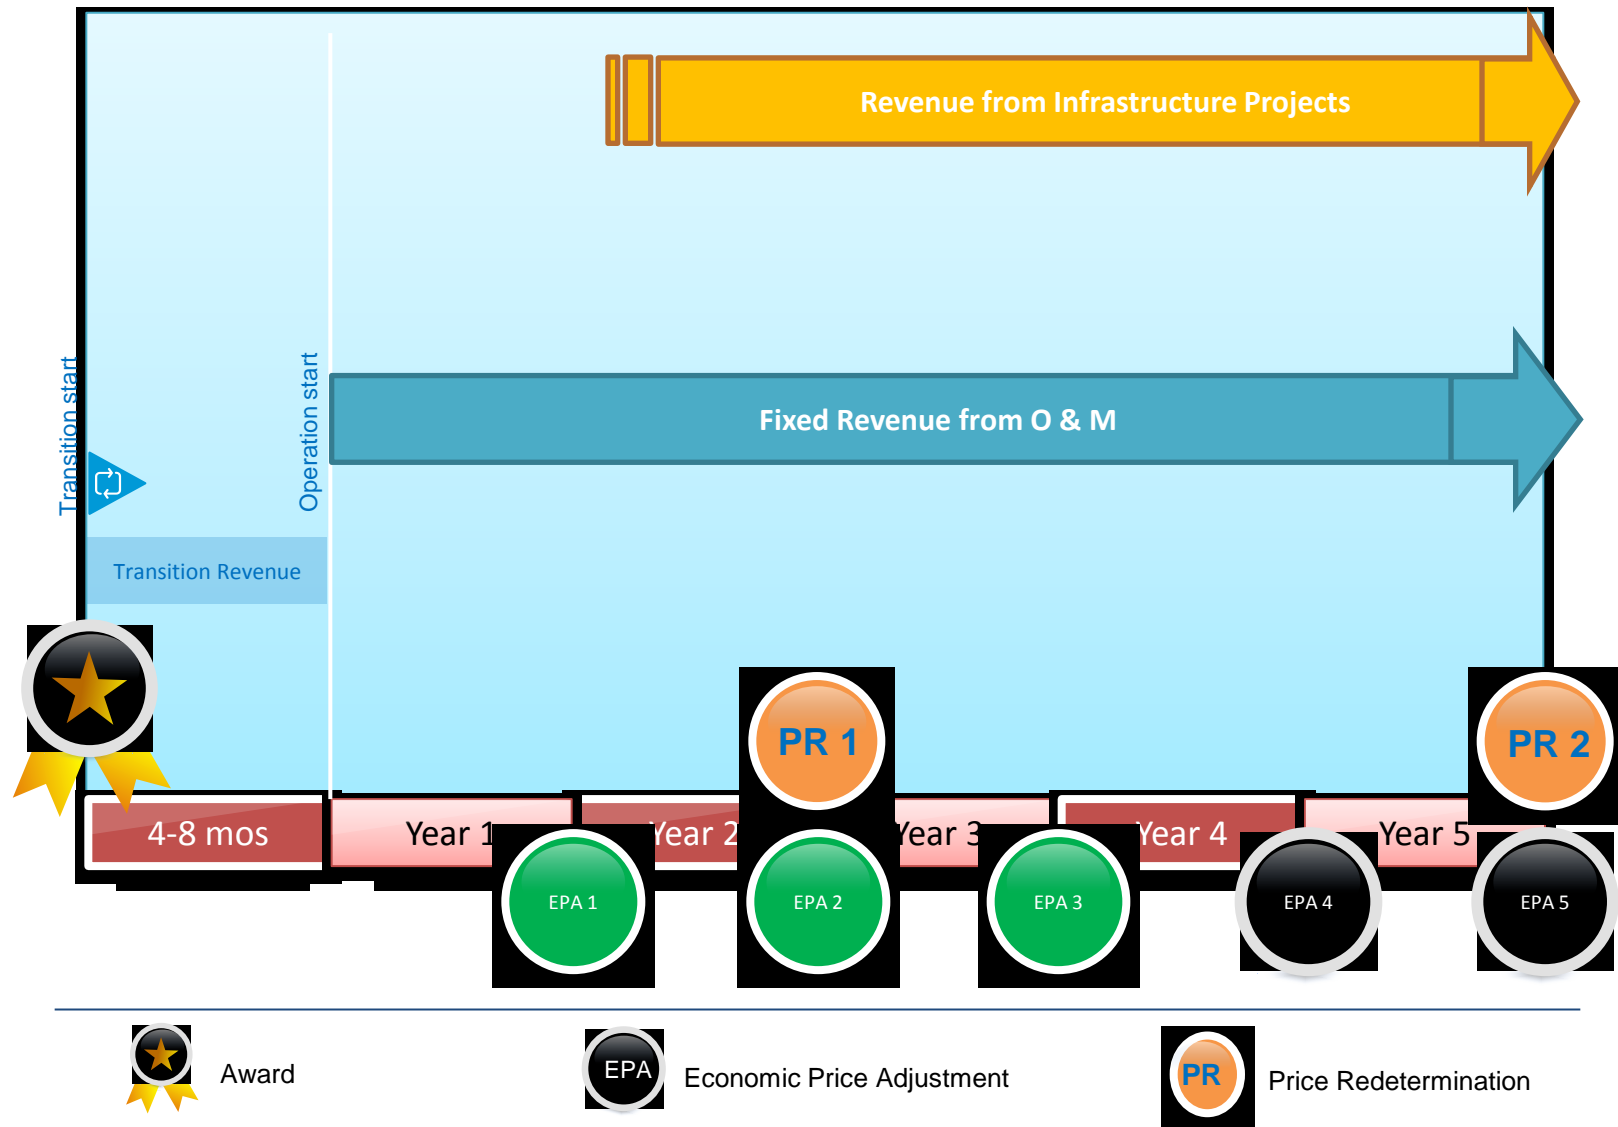 Revenue from Infrastructure Projects
Transition start
Operation start
Fixed Revenue from O & M
Transition Revenue
PR 1
PR 2
4-8 mos
Year 1
Year 2
Year 3
Year 4
Year 5
EPA 1
EPA 2
EPA 3
EPA 4
EPA 5
Award
EPA
Economic Price Adjustment
PR
Price Redetermination